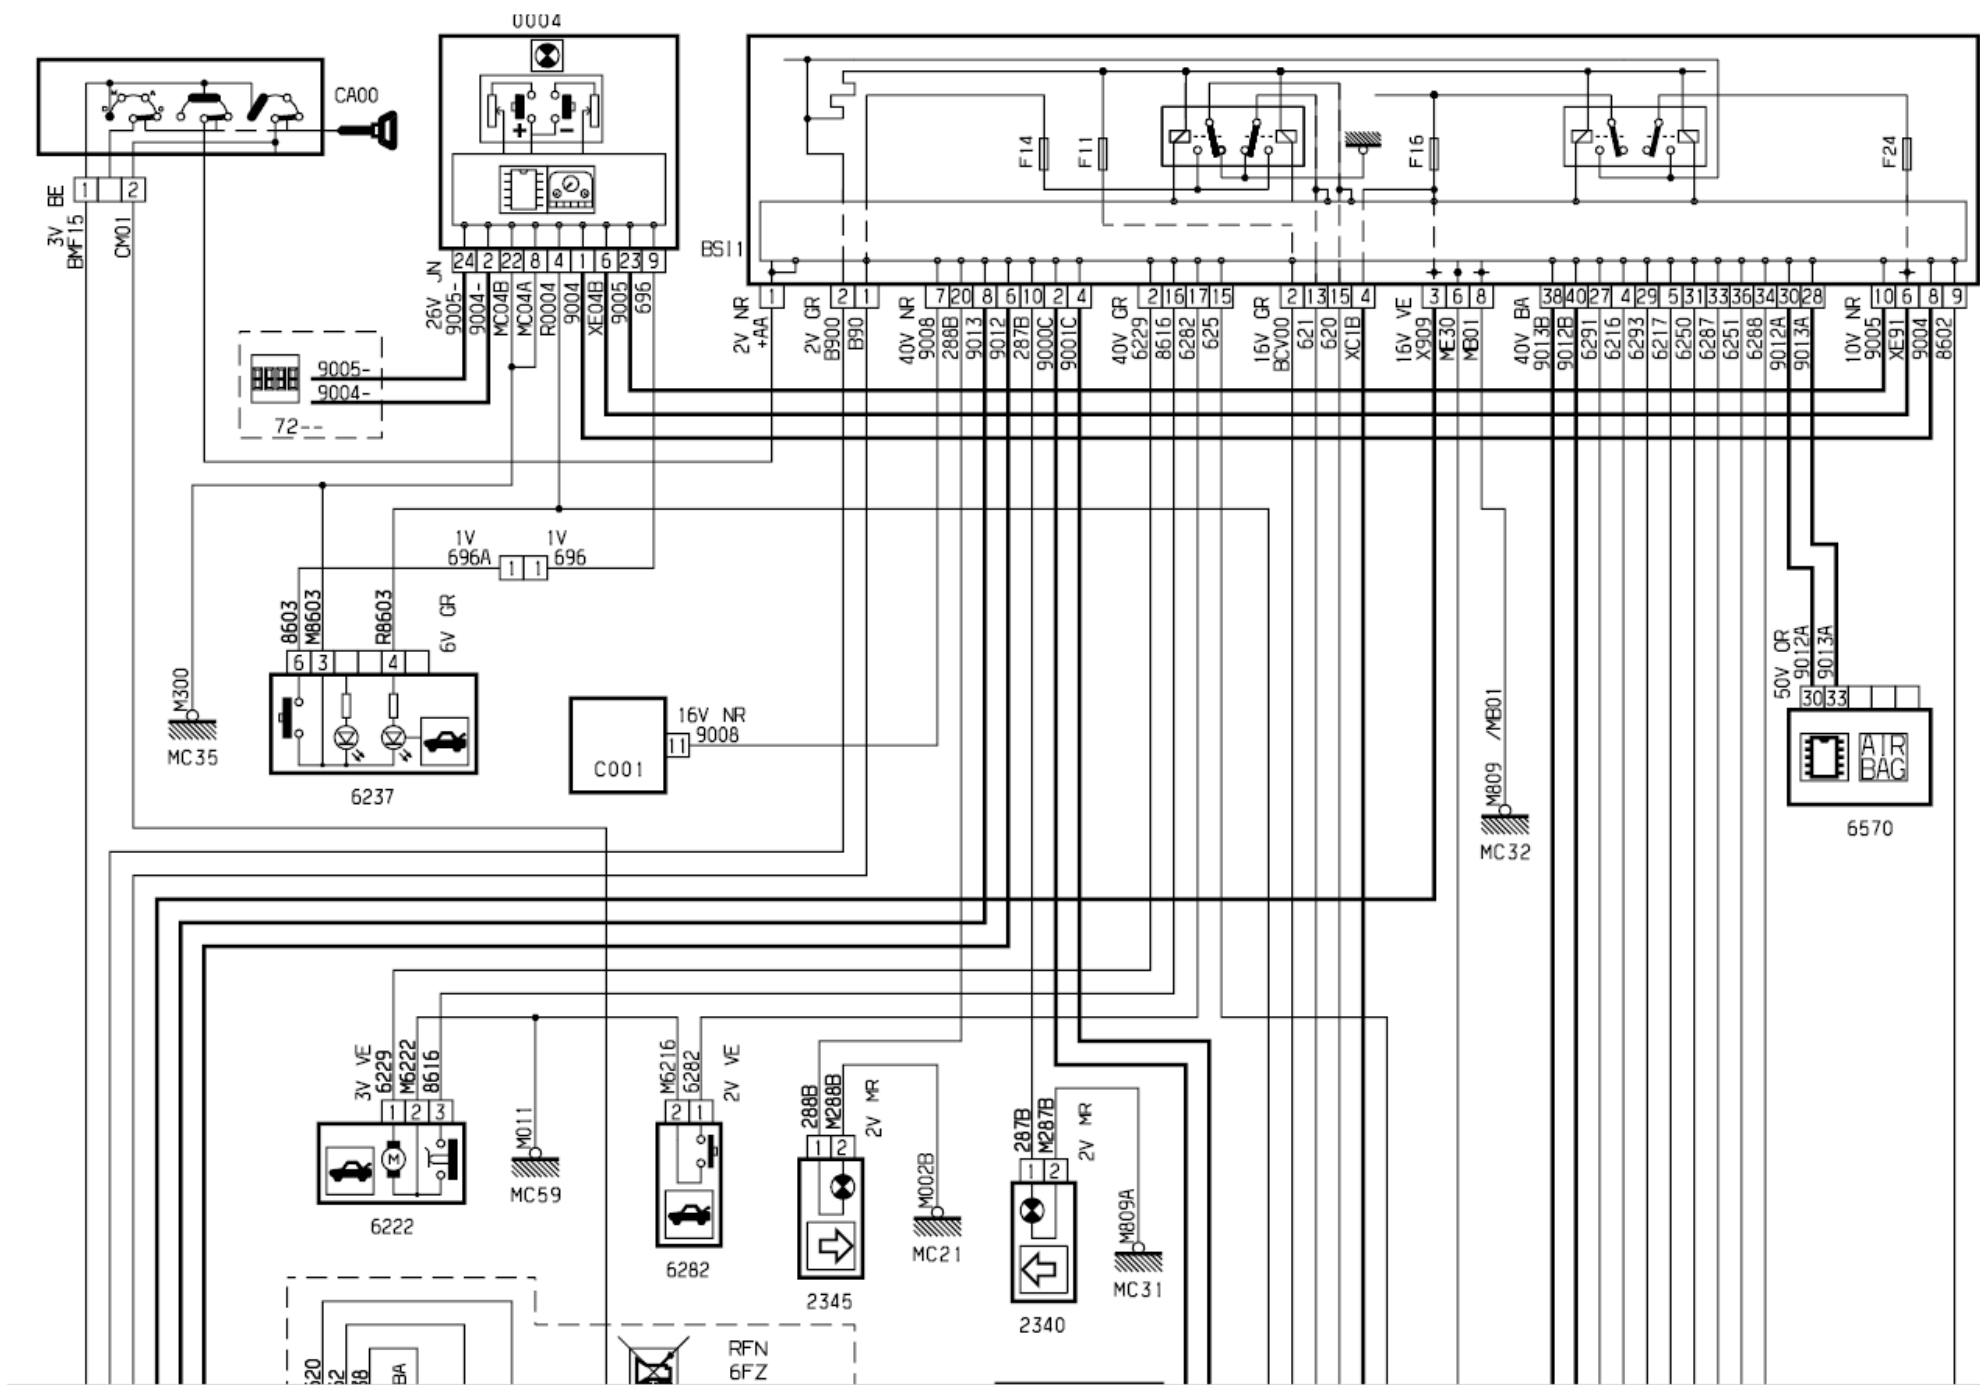 0004
CA00
+ –
F14
F11
F16
F24
BSI1
3V BE
1 2
BMF15
CM01
26V JN
24 2 22 8 4 1 6 23 9
9005-
9004-
MC04B
MC04A
R0004
9004
XE04B
9005
696
2V NR
1
+AA
2V GR
2 1
B900
B90
40V NR
7 20 8 6 10 2 4
9008
288B
9013
9012
287B
9000C
9001C
40V GR
2 16 17 15
6229
8616
6282
625
16V GR
2 13 15 4
BCV00
621
620
XC1B
16V VE
3 6 8
X909
ME30
MB01
40V BA
38 40 27 4 29 5 31 33 36 34 30 28
9013B
9012B
6291
6216
6293
6217
6250
6287
6251
6288
9012A
9013A
10V NR
10 6 8 9
9005
XE91
9004
8602
9005-
9004-
72--
1V
696A
1 1
1V
696
8603
M8603
R8603
6V GR
6 3 4
6237
M300
MC35
C001
16V NR
11 9008
M809 /MB01
MC32
50V OR
9012A
9013A
30 33
AIR
BAG
6570
3V VE
6229
M6222
8616
1 2 3
M
6222
M011
MC59
M6216
6282
2V VE
2 1
6282
288B
M288B
2V MR
1 2
2345
M002B
MC21
287B
M287B
2V MR
1 2
2340
M809A
MC31
RFN
6FZ
BA